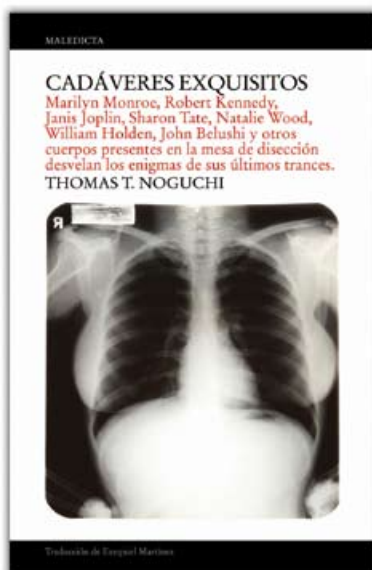 MALEDICTA
CADÁVERES EXQUISITOS
Marilyn Monroe, Robert Kennedy,
Janis Joplin, Sharon Tate, Natalie Wood,
William Holden, John Belushi y otros
cuerpos presentes en la mesa de disección
desvelan los enigmas de sus últimos trances.
THOMAS T. NOGUCHI
R
Traducción de Ezequiel Martínez